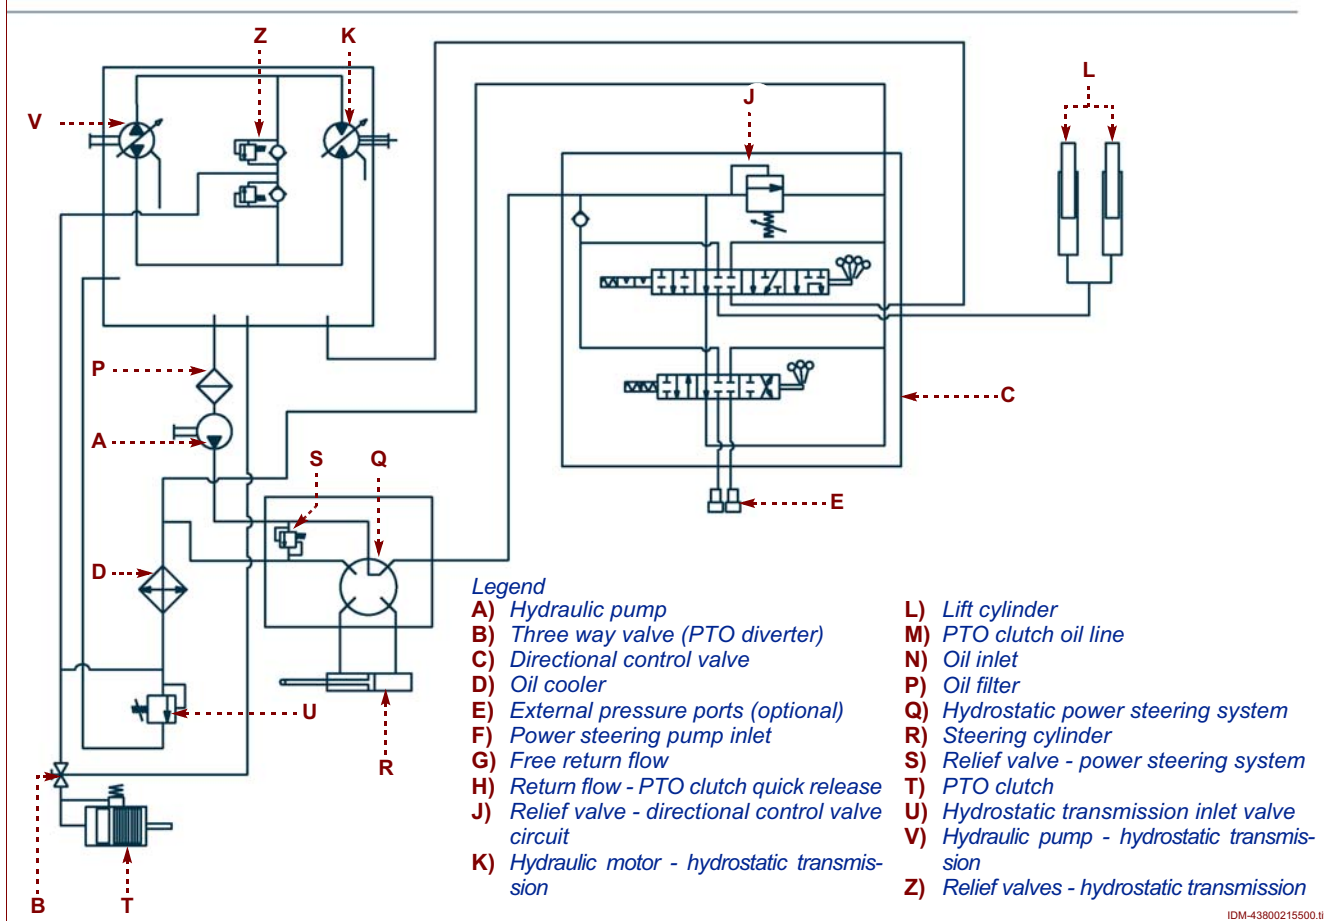 Z
K
L
J
V
P
A
C
S
Q
E
D
U
R
B
T
Legend
A) Hydraulic pump
B) Three way valve (PTO diverter)
C) Directional control valve
D) Oil cooler
E) External pressure ports (optional)
F) Power steering pump inlet
G) Free return flow
H) Return flow - PTO clutch quick release
J) Relief valve - directional control valve
circuit
K) Hydraulic motor - hydrostatic transmis-
sion
L) Lift cylinder
M) PTO clutch oil line
N) Oil inlet
P) Oil filter
Q) Hydrostatic power steering system
R) Steering cylinder
S) Relief valve - power steering system
T) PTO clutch
U) Hydrostatic transmission inlet valve
V) Hydraulic pump - hydrostatic transmis-
sion
Z) Relief valves - hydrostatic transmission
IDM-43800215500.ti